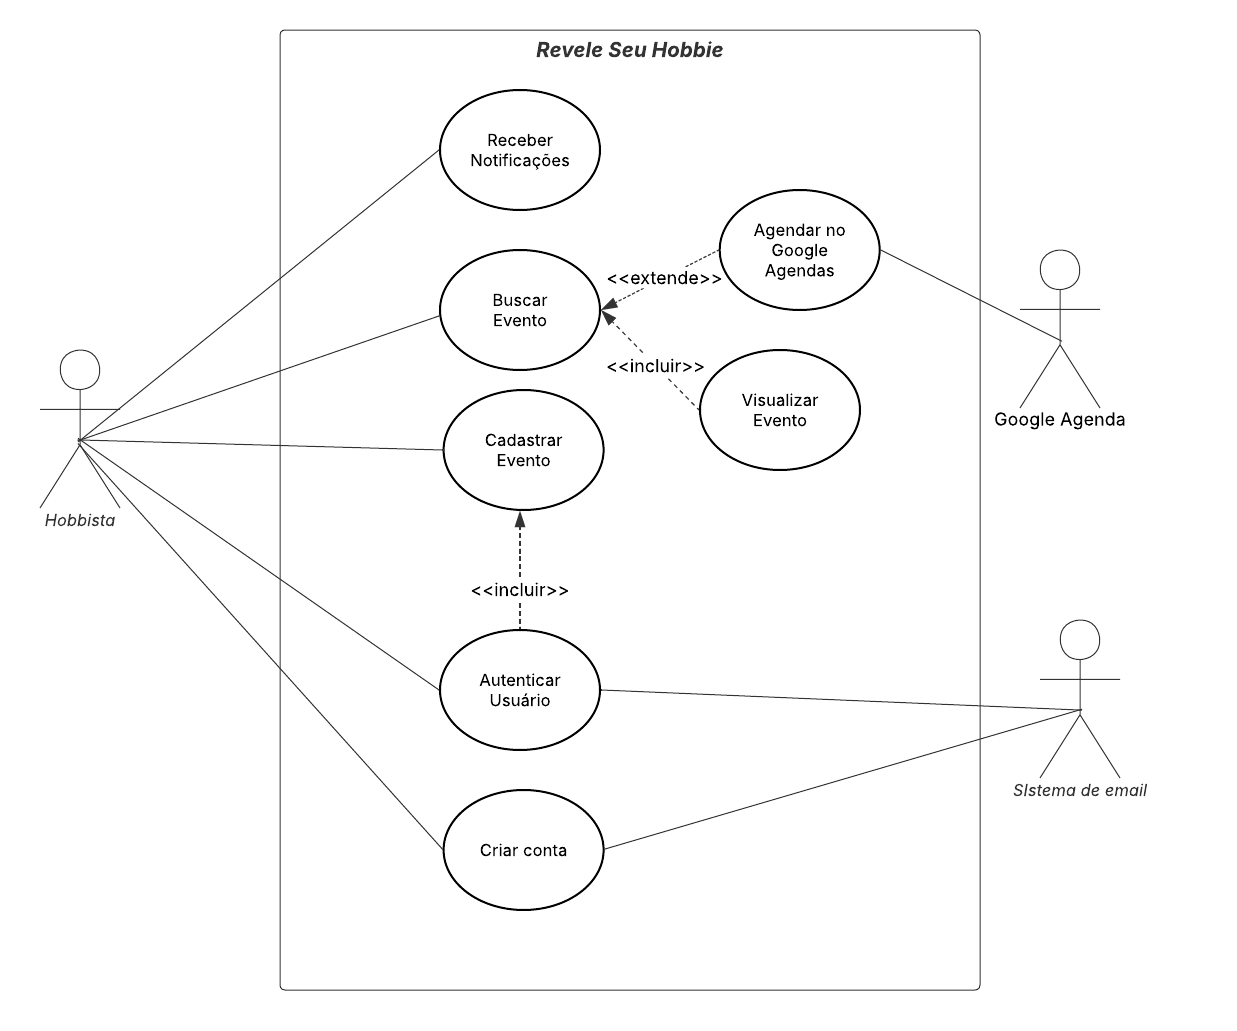 Revele Seu Hobbie
Receber
Notificações
Agendar no
Google
Agendas
<<extende>>
Buscar
Evento
<<incluir>>
Visualizar
Evento
Google Agenda
Cadastrar
Evento
Hobbista
<<incluir>>
Autenticar
Usuário
SIstema de email
Criar conta